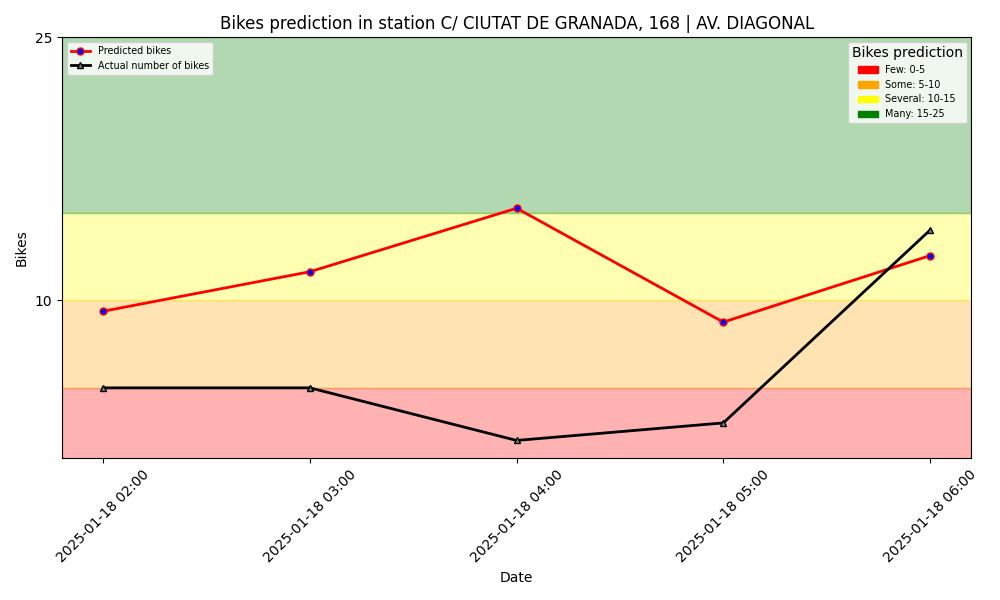 Bikes prediction in station C/ CIUTAT DE GRANADA, 168 | AV. DIAGONAL
25
10
Bikes
Predicted bikes
Actual number of bikes
Bikes prediction
Few: 0-5
Some: 5-10
Several: 10-15
Many: 15-25
2025-01-18 02:00
2025-01-18 03:00
2025-01-18 04:00
2025-01-18 05:00
2025-01-18 06:00
Date